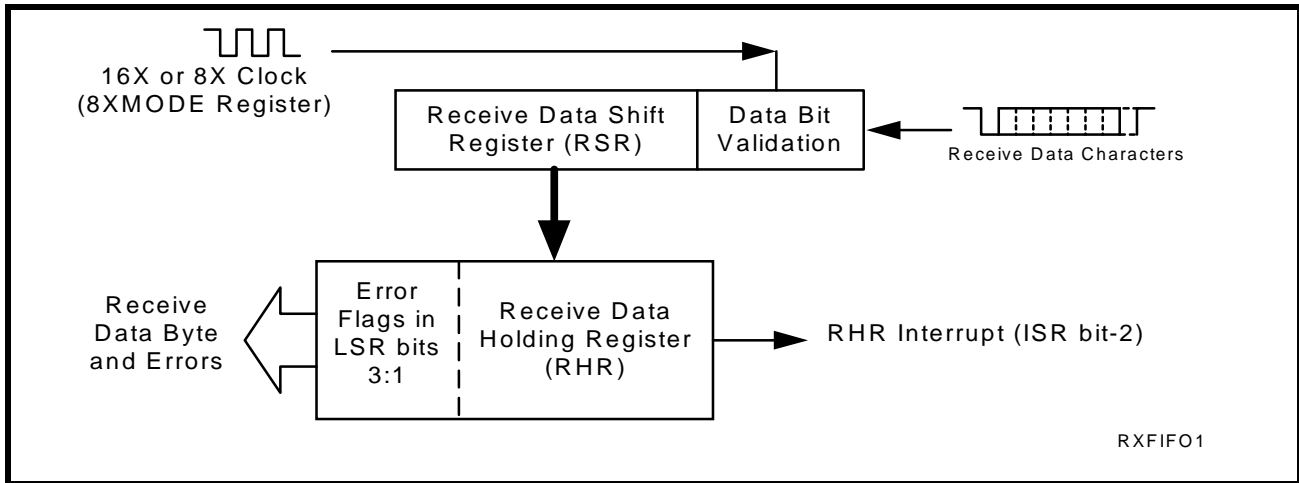 16X or 8X Clock
(8XMODE Register)
Receive Data Shift
Register (RSR)
Data Bit
Validation
Receive Data Characters
Receive
Data Byte
and Errors
Error
Flags in
LSR bits
3:1
Receive Data
Holding Register
(RHR)
RHR Interrupt (ISR bit-2)
RXFIFO1